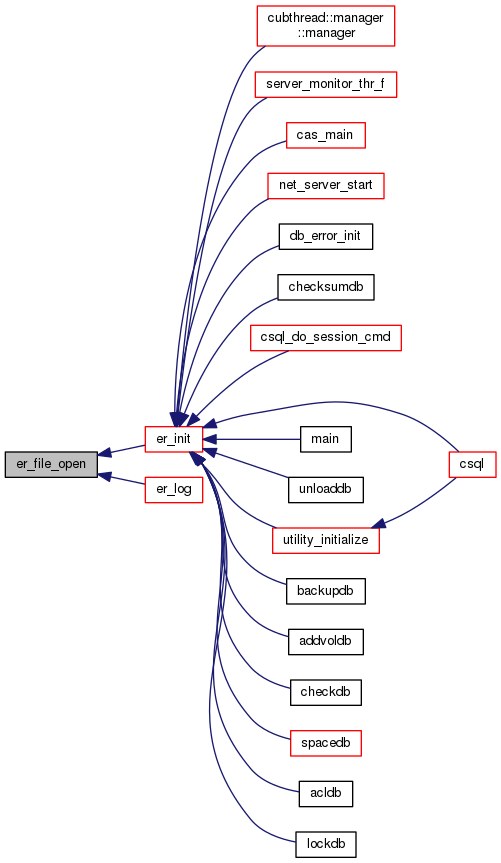 cubthread::manager
::manager
server_monitor_thr_f
cas_main
net_server_start
db_error_init
checksumdb
csql_do_session_cmd
er_init
main
csql
er_file_open
er_log
unloaddb
utility_initialize
backupdb
addvoldb
checkdb
spacedb
acldb
lockdb